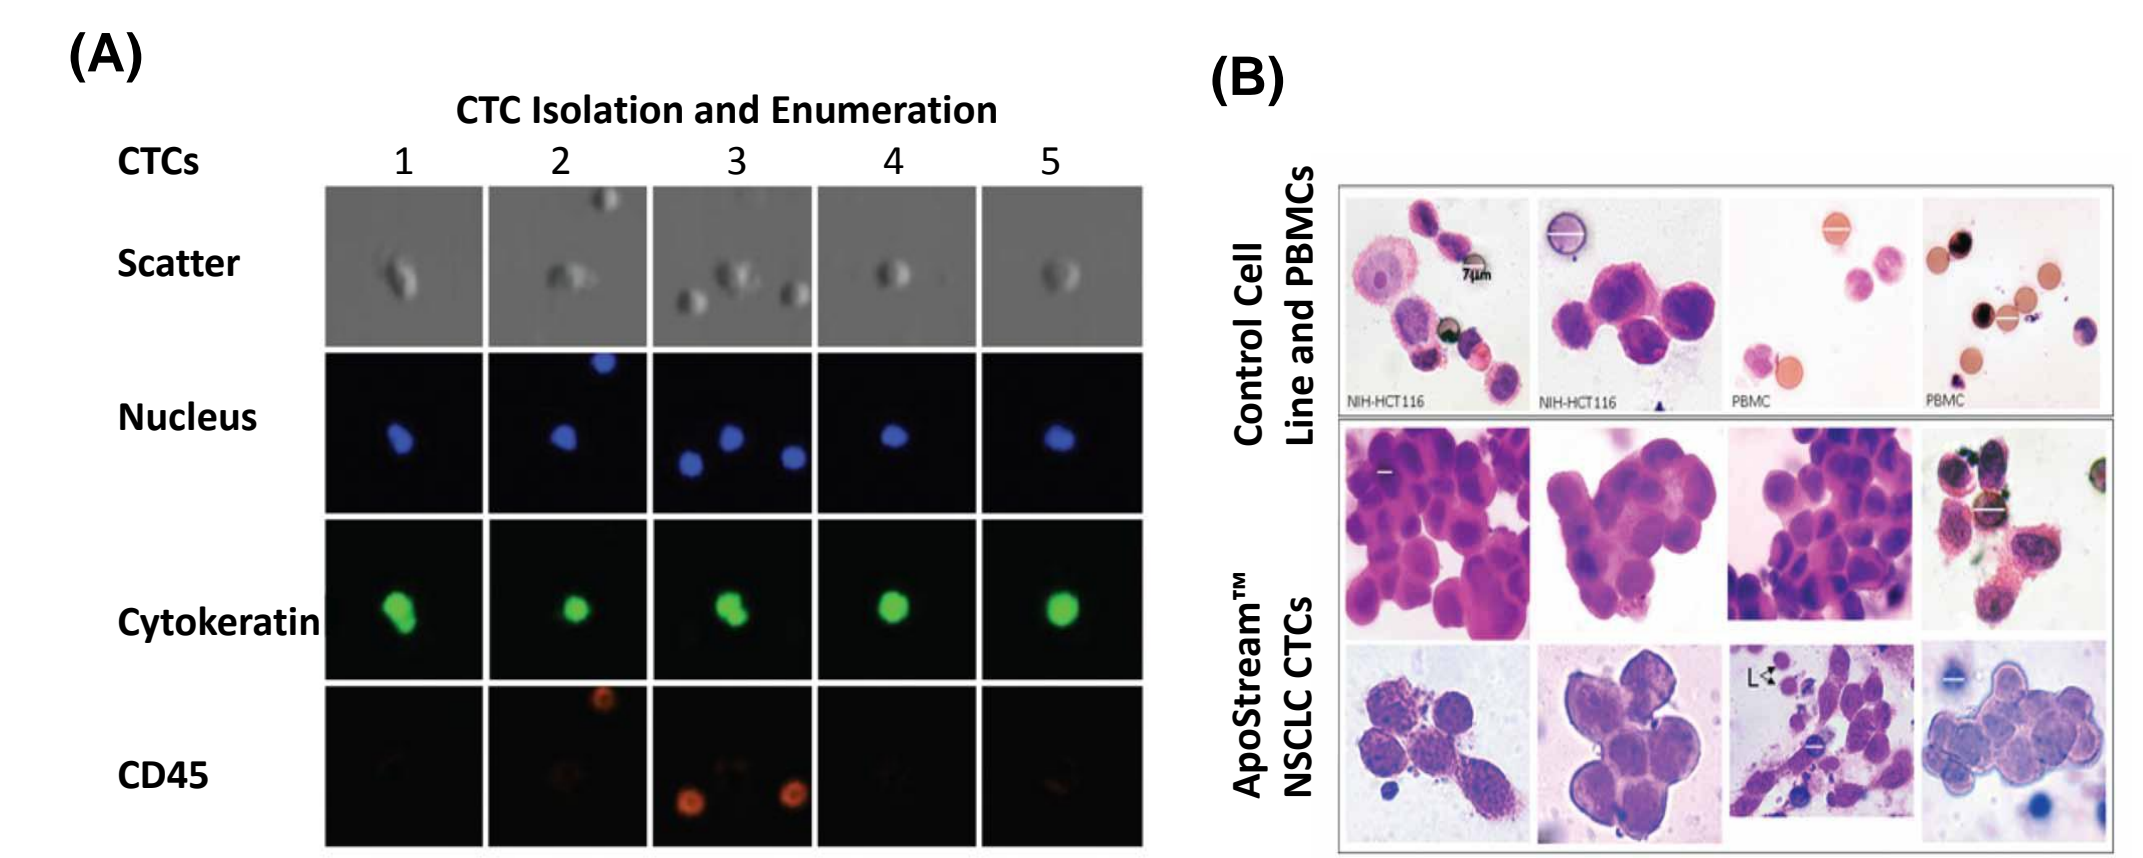 (A)
CTC Isolation and Enumeration
CTCs 1 2 3 4 5
Scatter
Nucleus
Cytokeratin
CD45
(B)
Control Cell
Line and PBMCs
7µm
NIH-HCT116
NIH-HCT116
PBMC
PBMC
ApoStream™
NSCLC CTCs
L